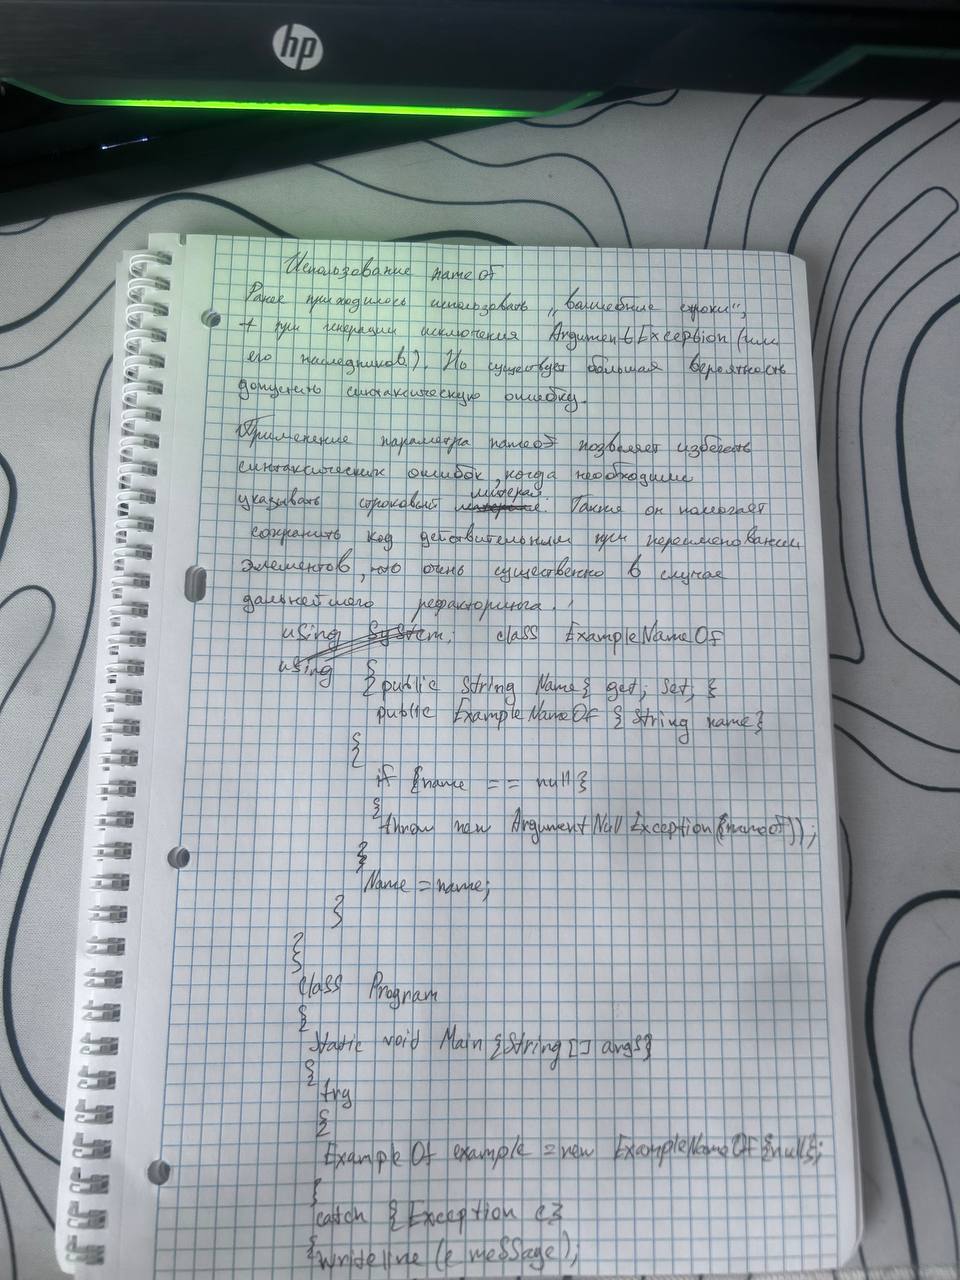 hp
Использование nameof
Ранее приходилось использовать „вашебние строки“,
при генерации исключения ArgumentException (или
его наследников). Но существует большая вероятность
допустить синтаксическую ошибку.
Применение параметра nameof позволяет избегать
синтаксических ошибок, когда необходимо
литерал
указывать строковый Также он помогает
сохранить код действительным при переименовании
элементов, что очень существенно в случае
дальнейшего рефакторинга.
using System; class ExampleNameOf
using
{ public String Name { get; set; }
public ExampleNameOf { String name }
{
if { name == null }
{
throw new ArgumentNullException({nameof});
}
Name = name;
}
}
class Program
{
static void Main {String [] args}
{
try
{
ExampleOf example = new ExampleNameOf {null};
}
catch {Exception e}
{ Writeline (e message);